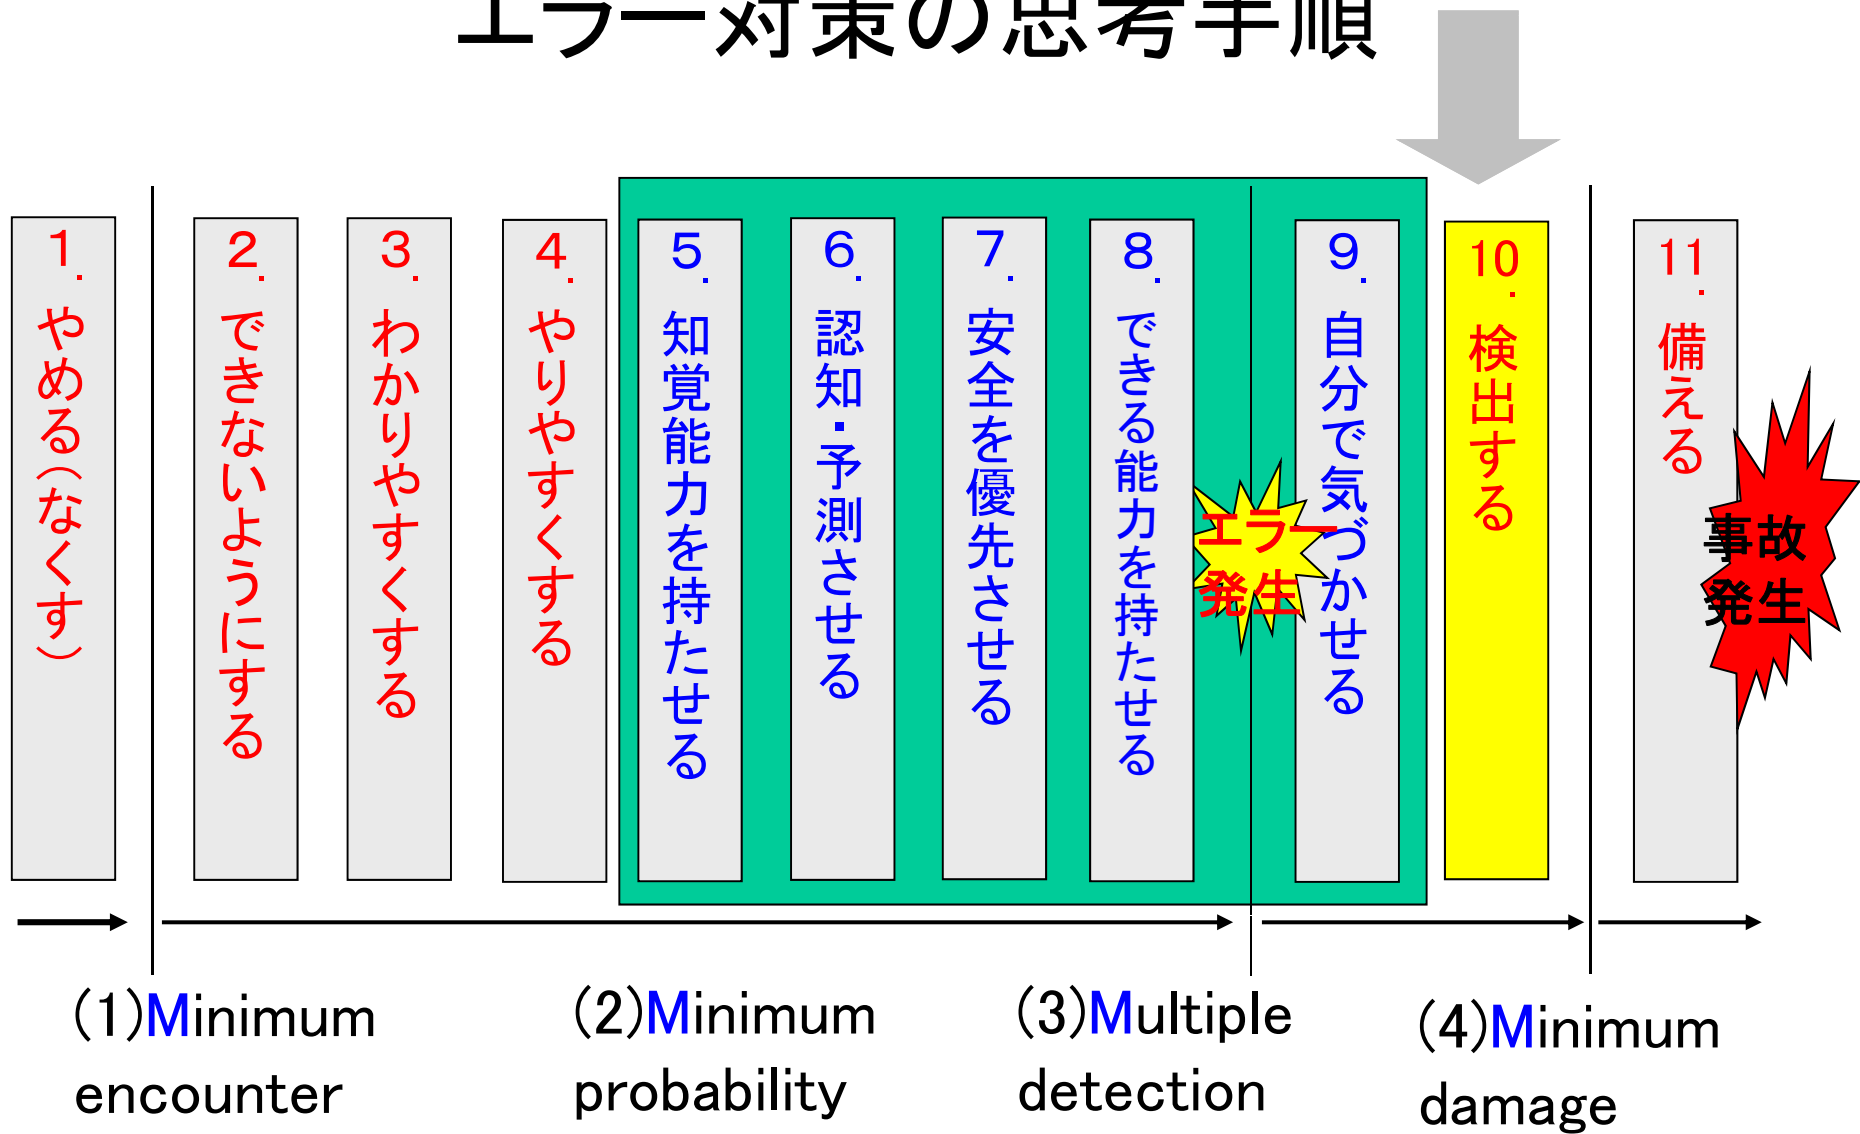 エラー対策の思考手順
1.やめる(なくす)
2.できないようにする
3.わかりやすくする
4.やりやすくする
5.知覚能力を持たせる
6.認知・予測させる
7.安全を優先させる
8.できる能力を持たせる
エラー
発生
9.自分で気づかせる
10.検出する
11.備える
事故
発生
(1)Minimum
encounter
(2)Minimum
probability
(3)Multiple
detection
(4)Minimum
damage